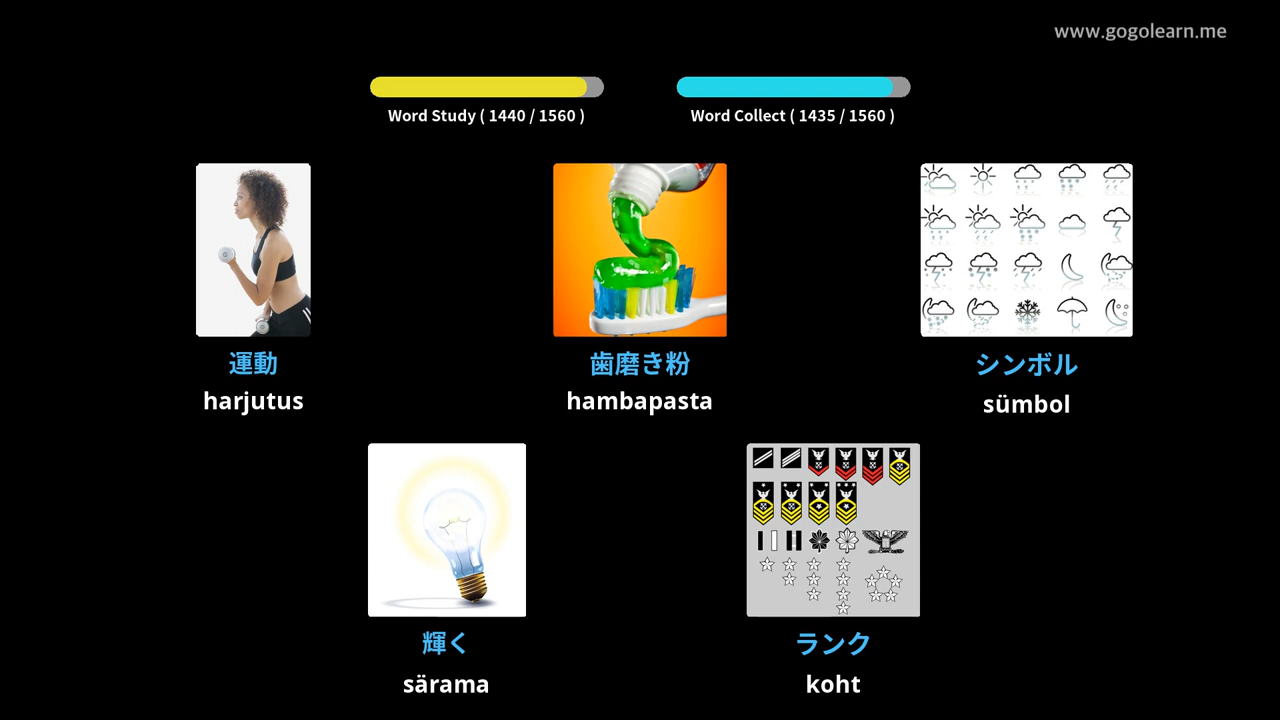 www.gogolearn.me
Word Study ( 1440 / 1560 )
Word Collect ( 1435 / 1560 )
運動
harjutus
歯磨き粉
hambapasta
シンボル
sümbol
輝く
särama
ランク
koht